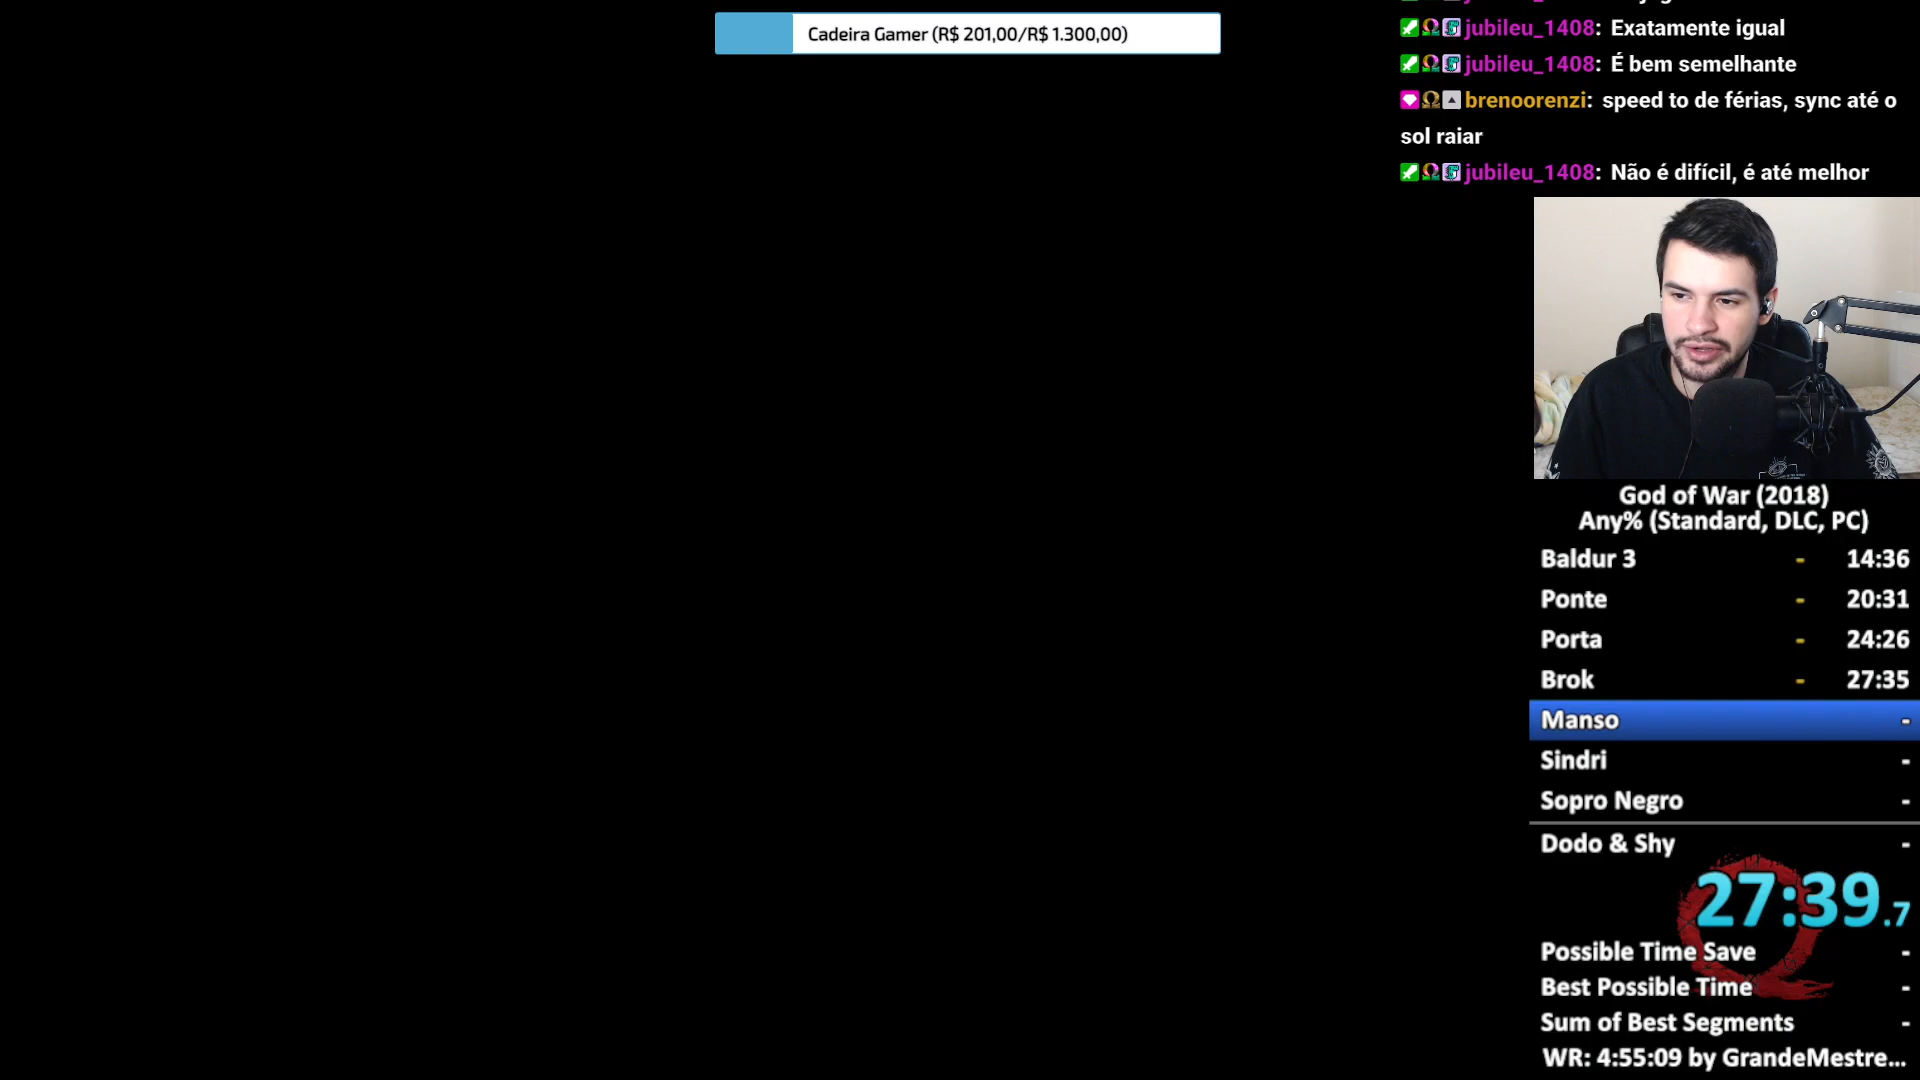 Cadeira Gamer (R$ 201,00/R$ 1.300,00)
jubileu_1408: Exatamente igual
jubileu_1408: É bem semelhante
brenoorenzi: speed to de férias, sync até o
sol raiar
jubileu_1408: Não é difícil, é até melhor
God of War (2018)
Any% (Standard, DLC, PC)
Baldur 3 - 14:36
Ponte - 20:31
Porta - 24:26
Brok - 27:35
Manso -
Sindri -
Sopro Negro -
Dodo & Shy -
27:39.7
Possible Time Save -
Best Possible Time -
Sum of Best Segments -
WR: 4:55:09 by GrandeMestre...